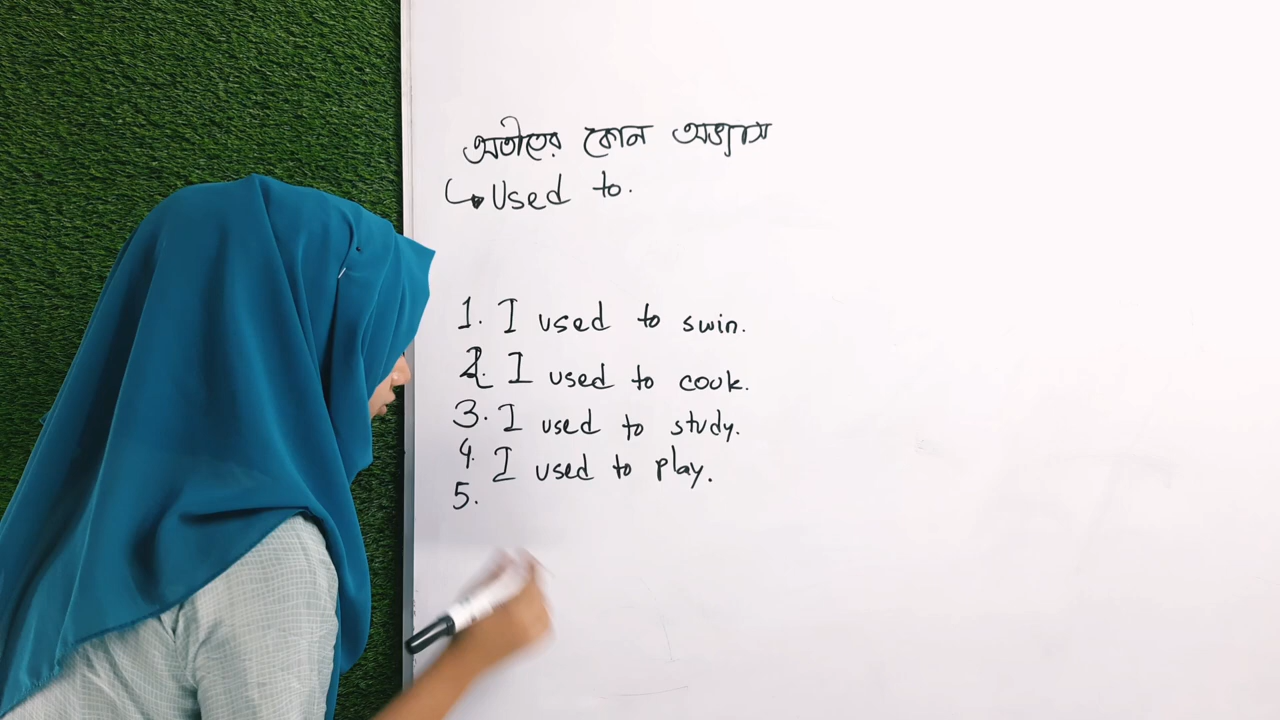 অতীতের কোন অভ্যাস
↳ Used to.
1. I used to swin.
2. I used to cook.
3. I used to study.
4. I used to play.
5.